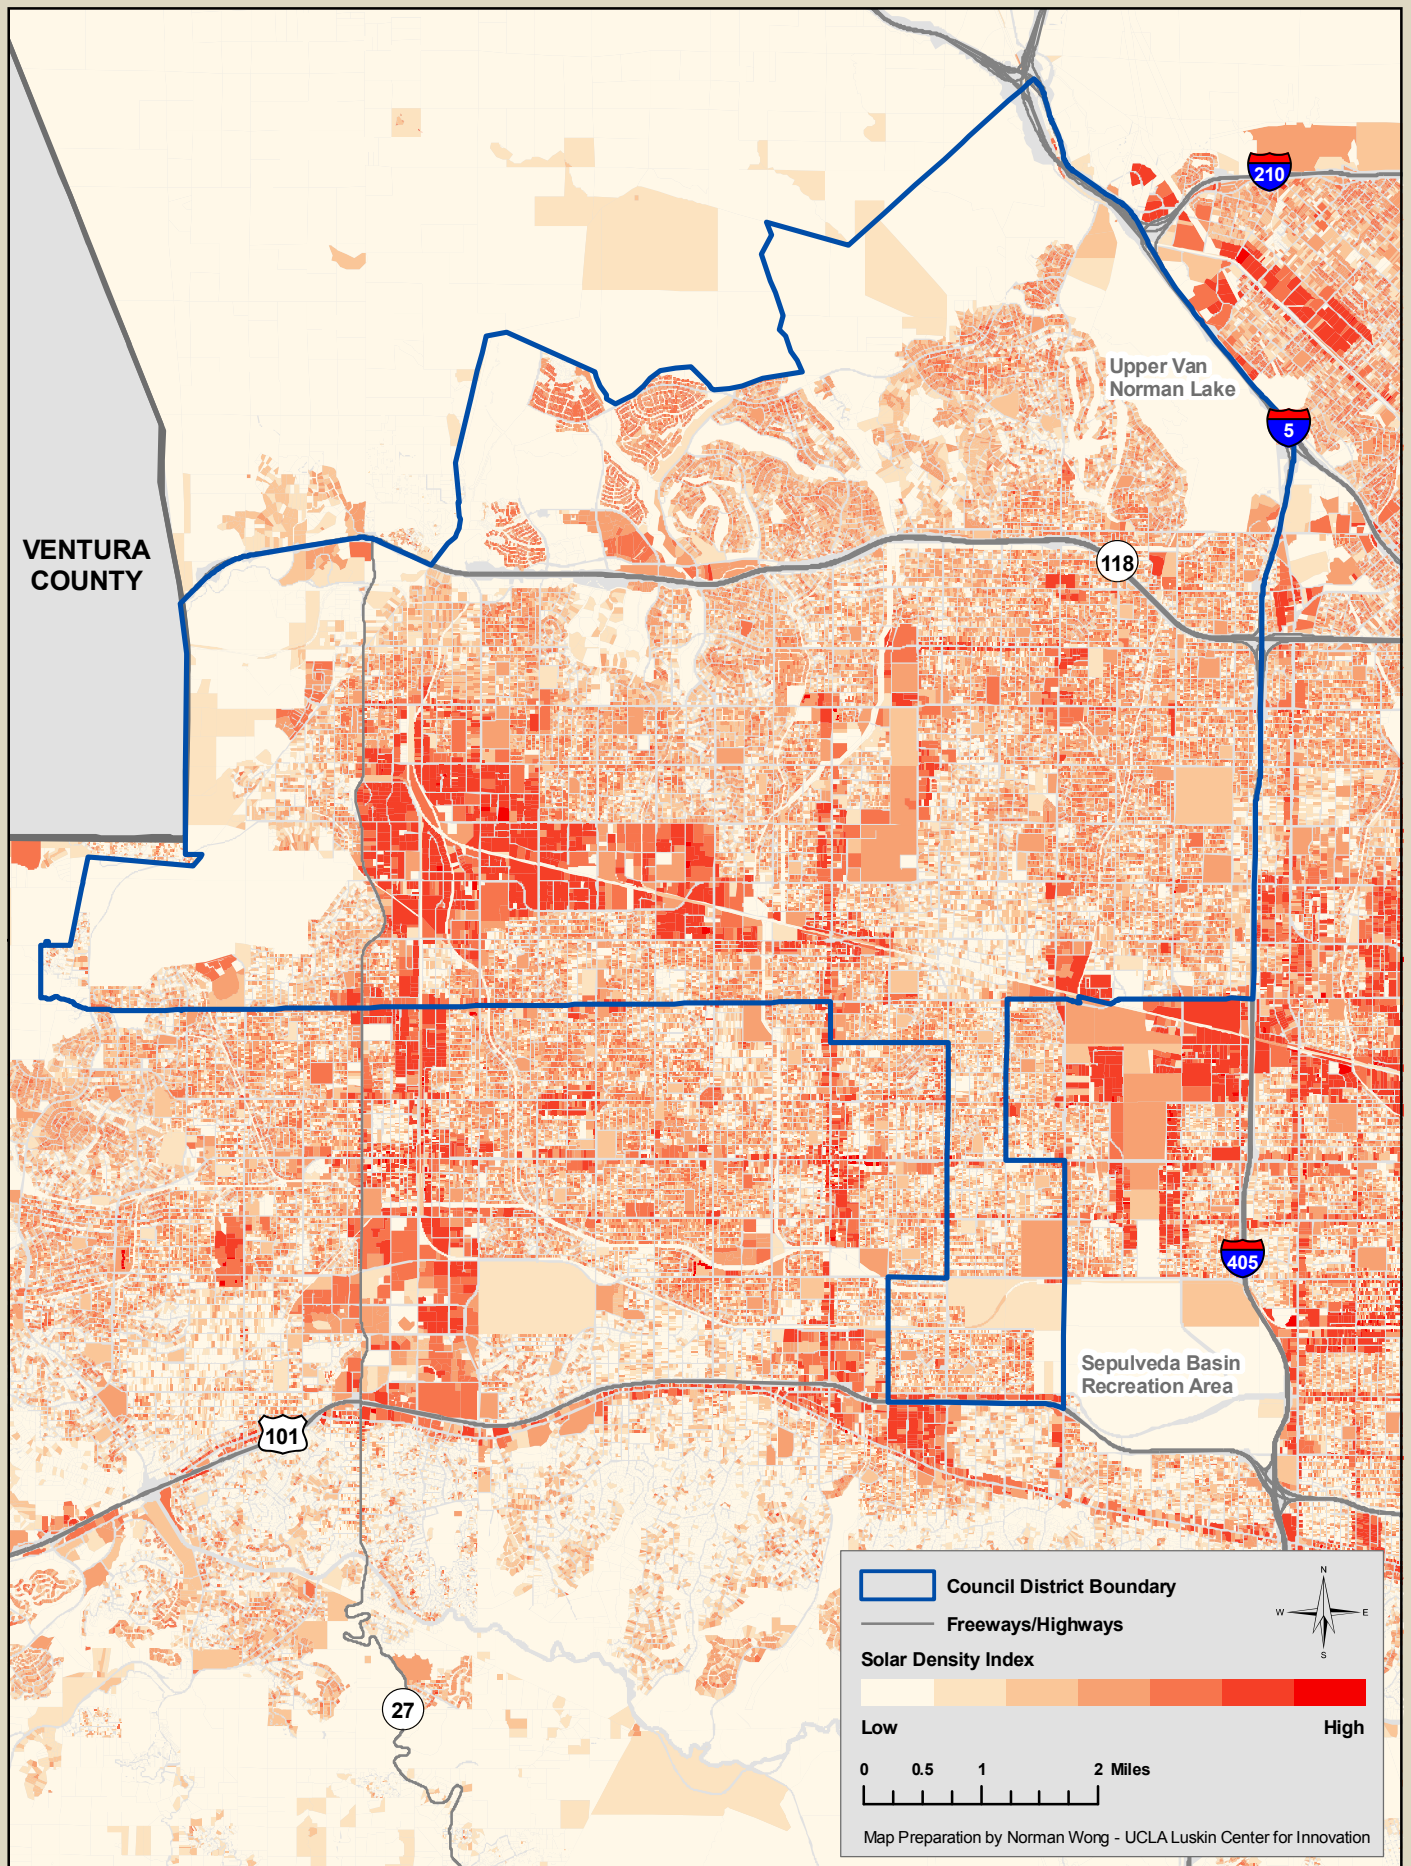 210
Upper Van
Norman Lake
5
VENTURA
COUNTY
118
405
Sepulveda Basin
Recreation Area
101
27
Council District Boundary
Freeways/Highways
N
W
E
S
Solar Density Index
Low
High
0 0.5 1 2 Miles
Map Preparation by Norman Wong - UCLA Luskin Center for Innovation